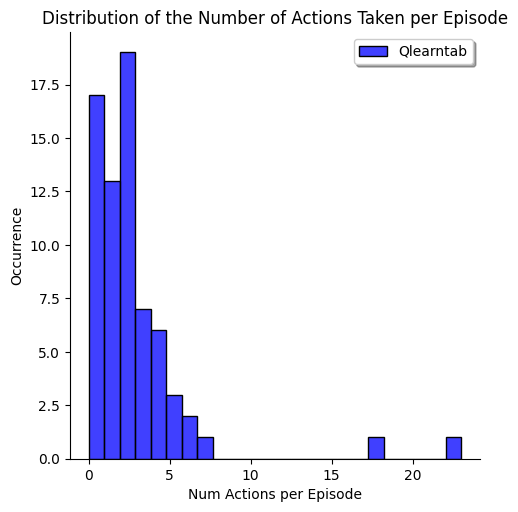 Distribution of the Number of Actions Taken per Episode
Qlearntab
17.5
15.0
12.5
10.0
7.5
5.0
2.5
0.0
Occurrence
0 5 10 15 20
Num Actions per Episode